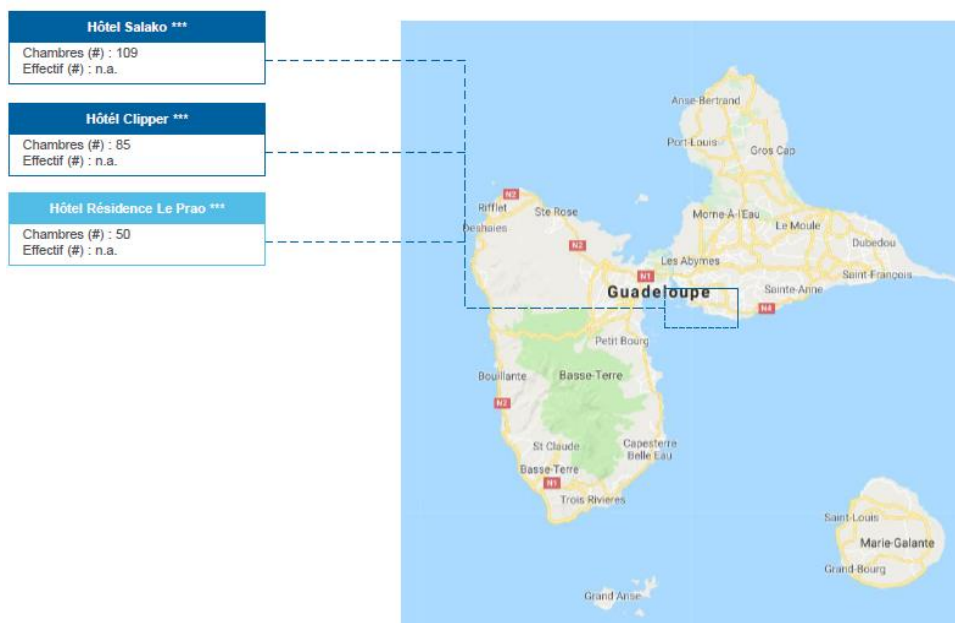 Hôtel Salako ***
Chambres (#) : 109
Effectif (#) : n.a.
Hôtél Clipper ***
Chambres (#) : 85
Effectif (#) : n.a.
Hôtel Résidence Le Prao ***
Chambres (#) : 50
Effectif (#) : n.a.
Anse-Bertrand
Port-Louis
Gros Cap
N2
Rifflet
Ste Rose
Deshaies
Morne-À-l'Eau
Le Moule
N2
Dubedou
Les Abymes
N1
Saint-François
Guadeloupe
Sainte-Anne
N4
Petit Bourg
Bouillante
Basse-Terre
N2
St Claude
Capesterre
Belle Eau
Basse-Terre
N1
Trois Rivieres
Saint-Louis
Marie-Galante
Grand-Bourg
Grand Anse